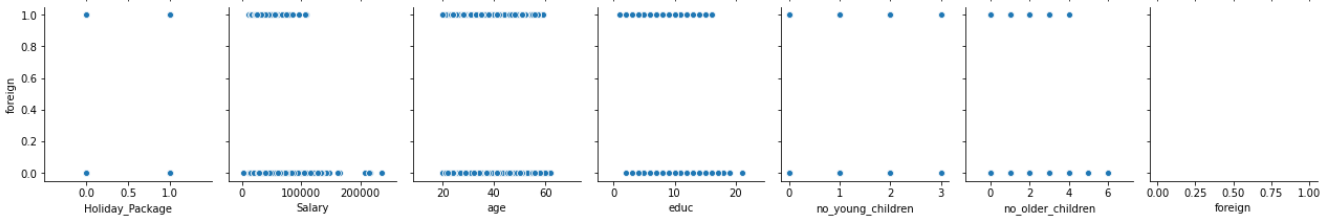 1.0
0.8
0.6
0.4
0.2
0.0
foreign
0.0 0.5 1.0
Holiday_Package
0 100000 200000
Salary
20 40 60
age
0 10 20
educ
0 1 2 3
no_young_children
0 2 4 6
no_older_children
0.00 0.25 0.50 0.75 1.00
foreign